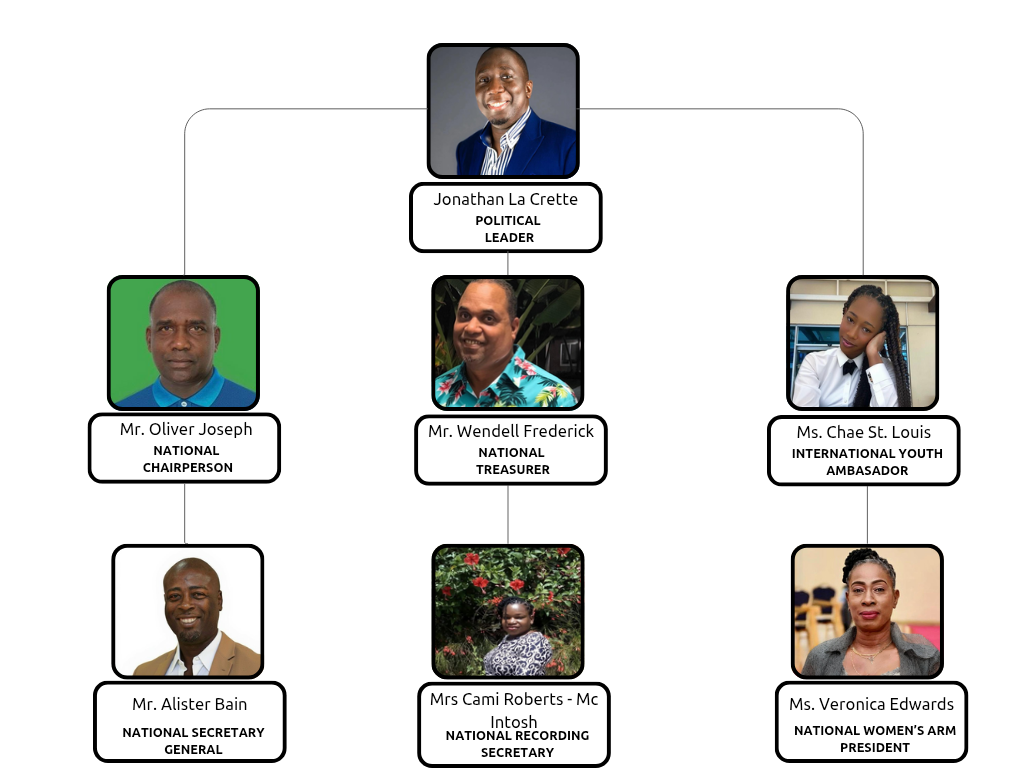 Jonathan La Crette
POLITICAL
LEADER
Mr. Oliver Joseph
NATIONAL
CHAIRPERSON
Mr. Wendell Frederick
NATIONAL
TREASURER
Ms. Chae St. Louis
INTERNATIONAL YOUTH
AMBASADOR
Mr. Alister Bain
NATIONAL SECRETARY
GENERAL
Mrs Cami Roberts - Mc
Intosh
NATIONAL RECORDING
SECRETARY
Ms. Veronica Edwards
NATIONAL WOMEN'S ARM
PRESIDENT